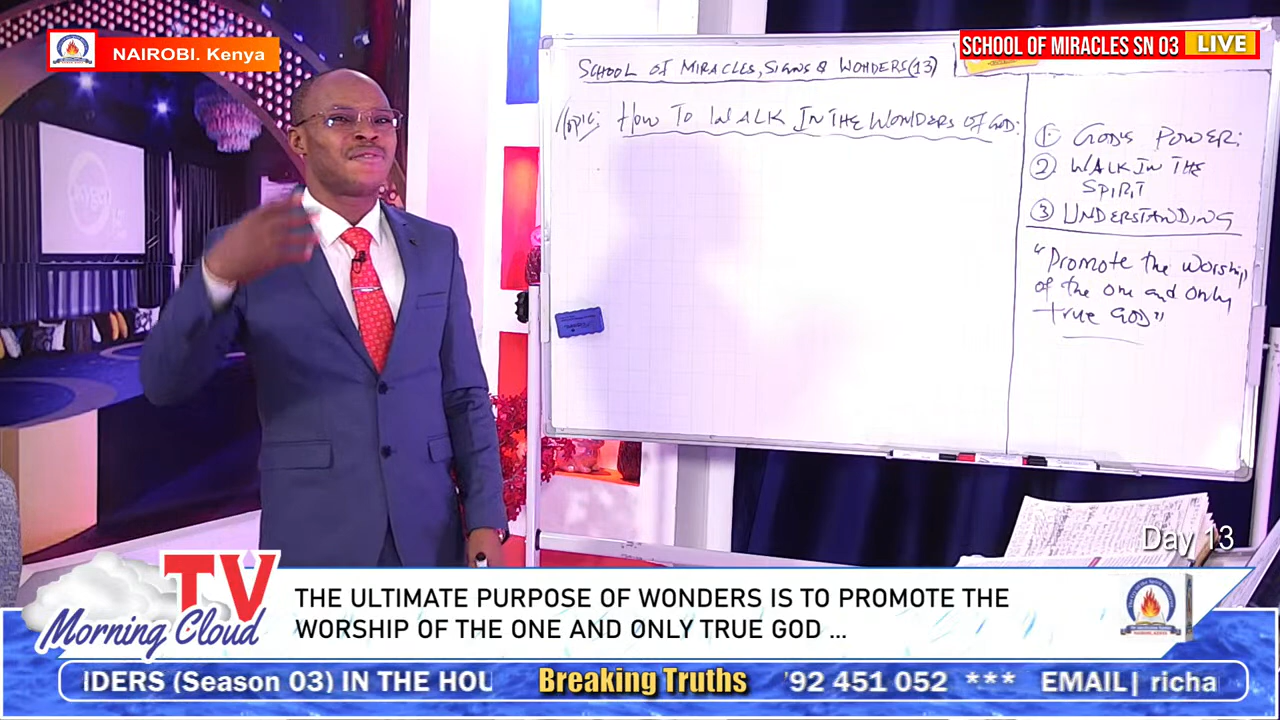 NAIROBI. Kenya
SCHOOL OF MIRACLES SN 03 LIVE
SCHOOL OF MIRACLES, SIGNS & WONDERS (13)
Topic: HOW TO WALK IN THE WONDERS OF GOD:
① GOD'S POWER:
②. WALK IN THE
SPIRIT
③ UNDERSTANDING
"Promote the worship
of the one and only
true GOD"
Day 13
TV
Morning Cloud
THE ULTIMATE PURPOSE OF WONDERS IS TO PROMOTE THE
WORSHIP OF THE ONE AND ONLY TRUE GOD ...
IDERS (Season 03) IN THE HOU
Breaking Truths
'92 451 052 *** EMAIL| richa